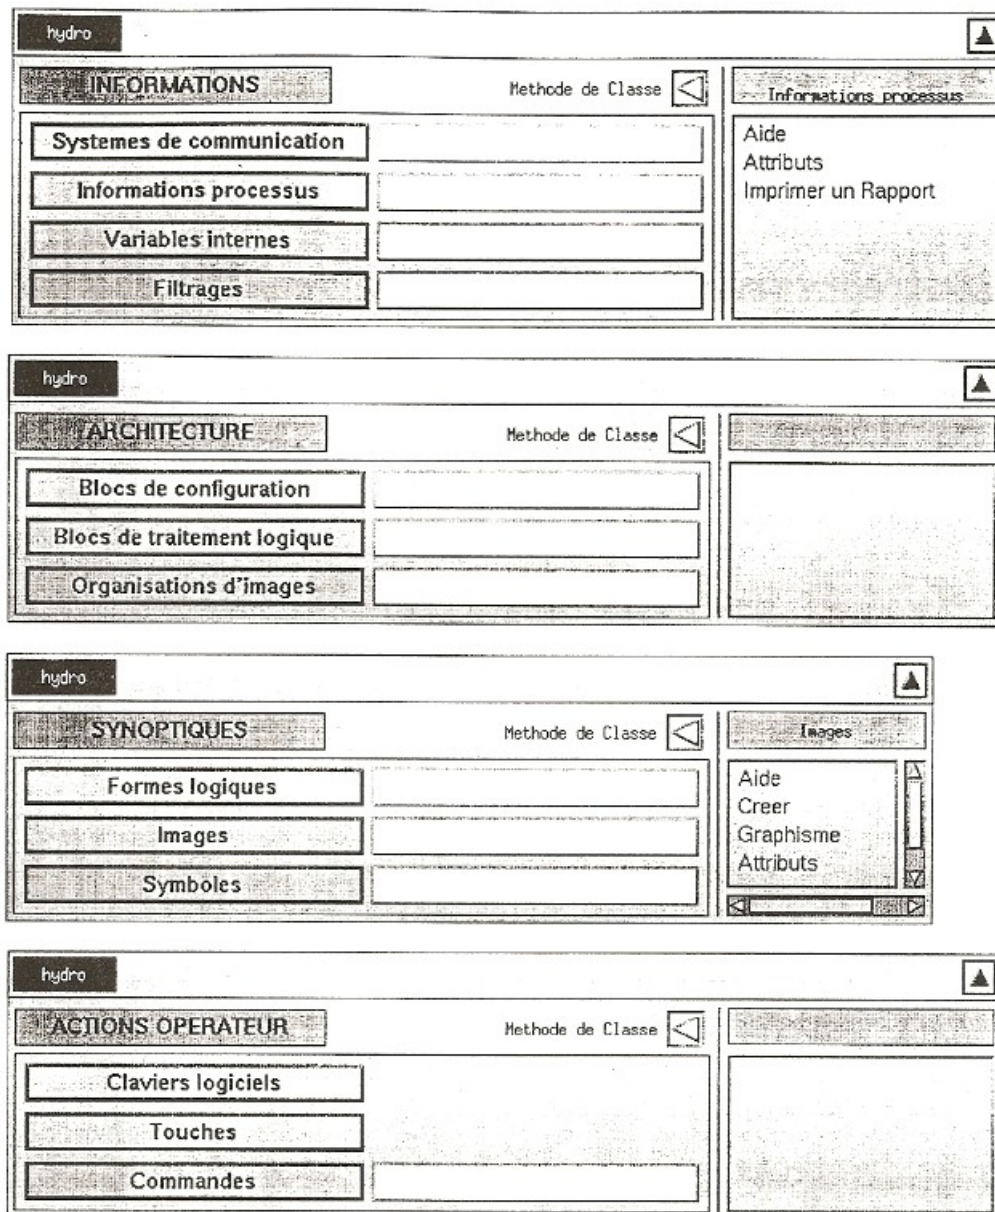 hydro
INFORMATIONS
Methode de Classe
Informations processus
Systemes de communication
Informations processus
Variables internes
Filtrages
Aide
Attributs
Imprimer un Rapport
hydro
ARCHITECTURE
Methode de Classe
Blocs de configuration
Blocs de traitement logique
Organisations d'images
hydro
SYNOPTIQUES
Methode de Classe
Images
Formes logiques
Images
Symboles
Aide
Creer
Graphisme
Attributs
hydro
ACTIONS OPERATEUR
Methode de Classe
Claviers logiciels
Touches
Commandes